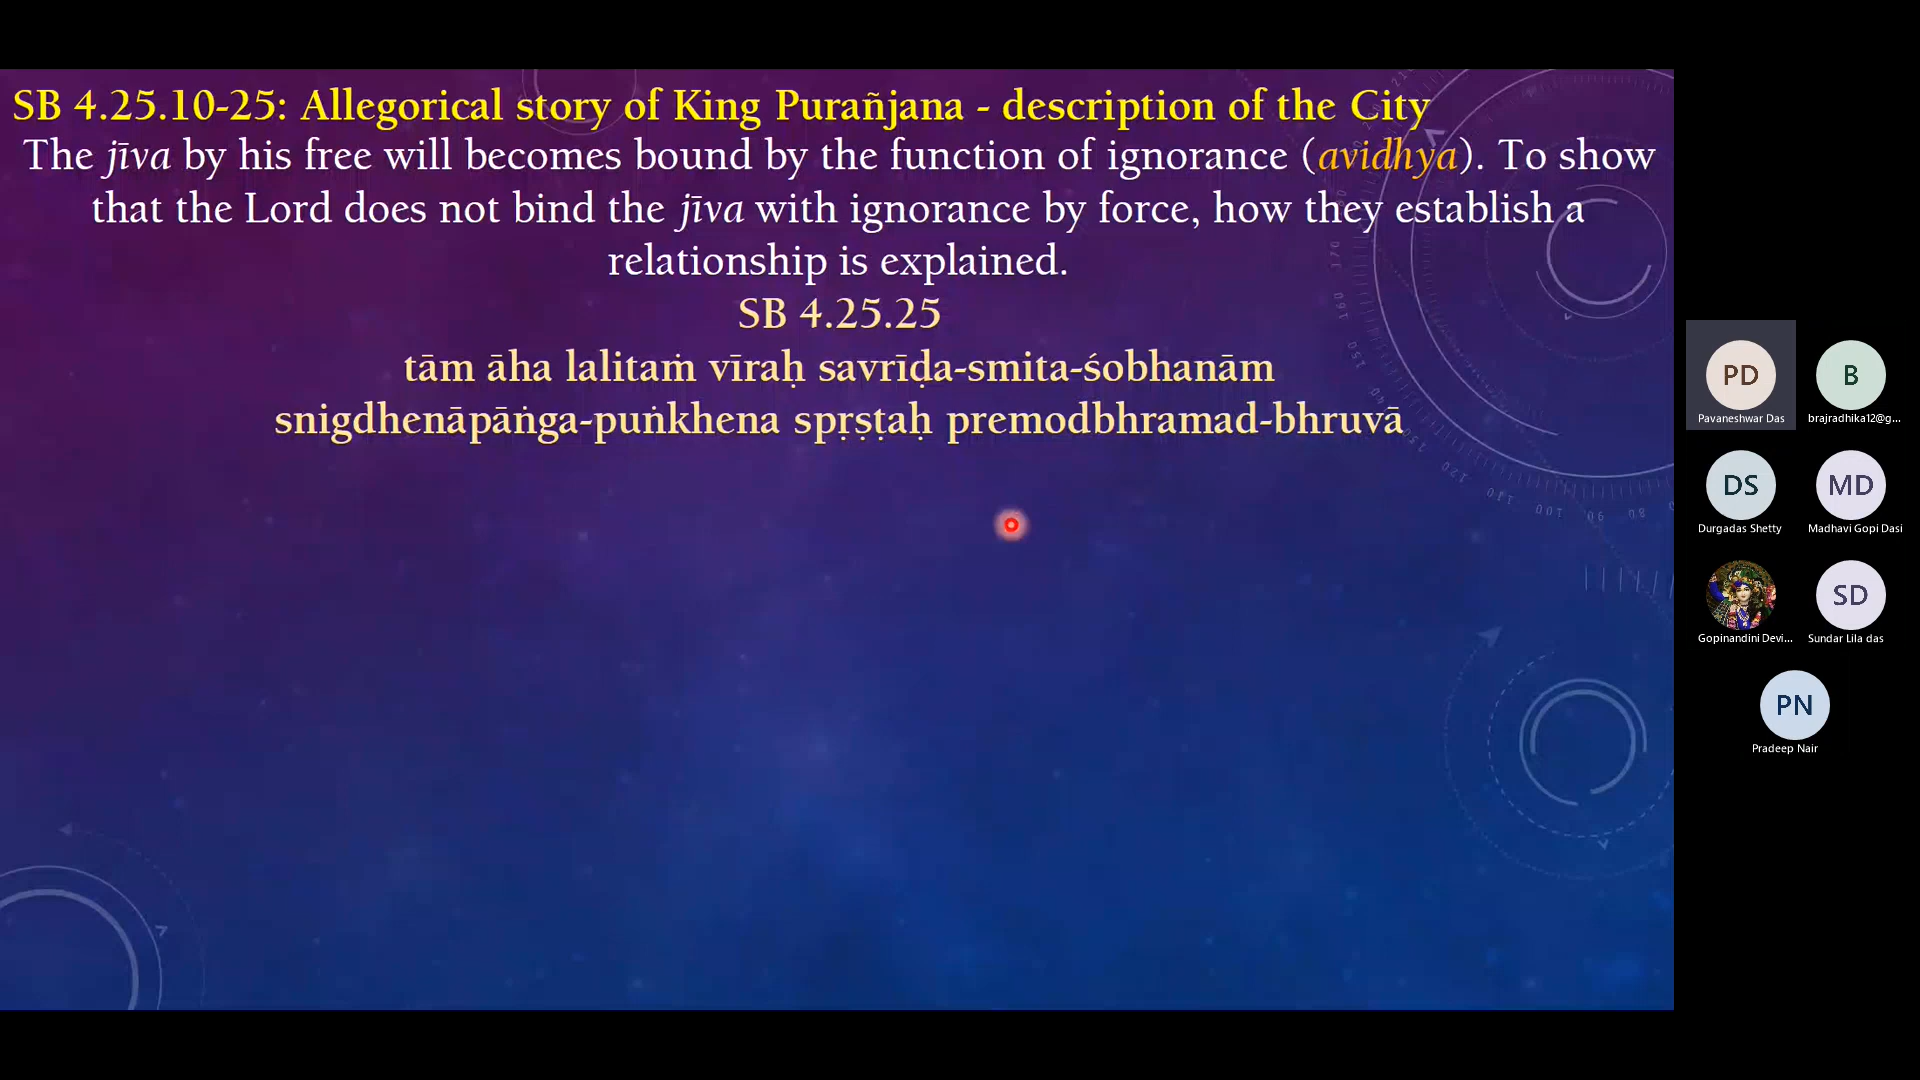 SB 4.25.10-25: Allegorical story of King Purañjana - description of the City
The jīva by his free will becomes bound by the function of ignorance (avidhya). To show
that the Lord does not bind the jīva with ignorance by force, how they establish a
relationship is explained.
SB 4.25.25
tām āha lalitaṁ vīraḥ savrīḍa-smita-śobhanām
snigdhenāpāṅga-puṅkhena spṛṣṭaḥ premodbhramad-bhruvā
PD
Pavaneshwar Das
B
brajradhika12@g...
DS
Durgadas Shetty
MD
Madhavi Gopi Dasi
Gopinandini Devi...
SD
Sundar Lila das
PN
Pradeep Nair